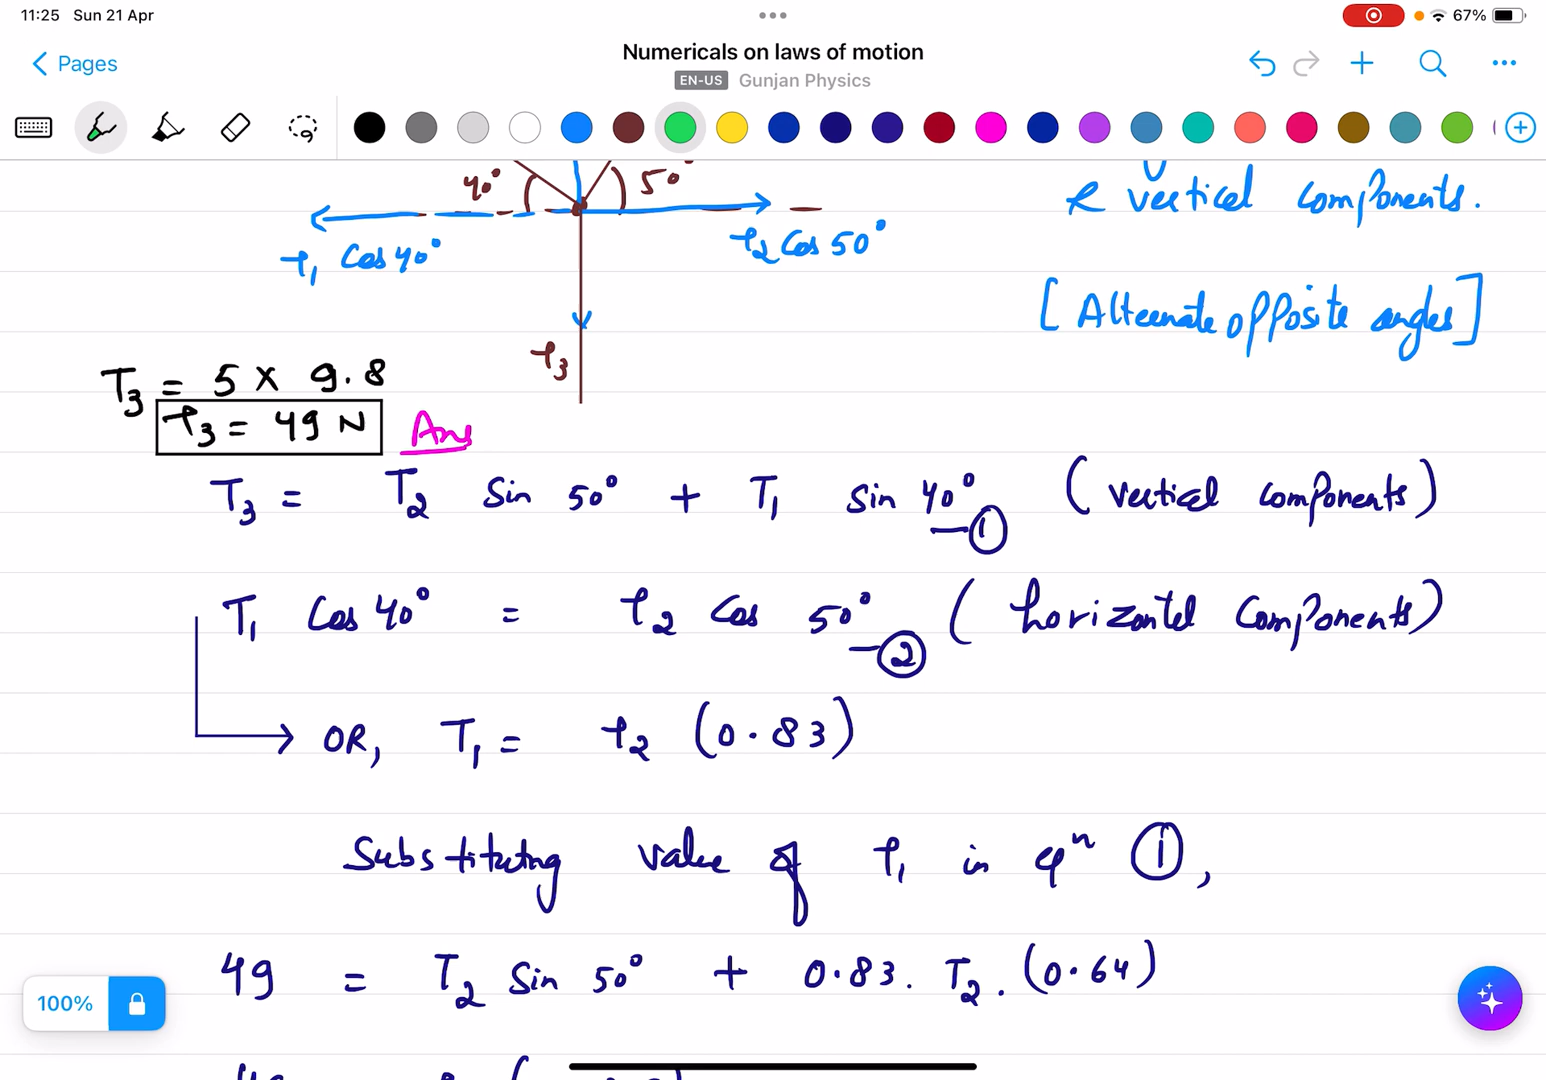 11:25 Sun 21 Apr
67%
Pages
Numericals on laws of motion
EN-US Gunjan Physics
40° 50°
& vertical components.
T1 Cos 40° T2 Cos 50°
[Alternate opposite angles]
T3
T3 = 5 × 9.8
T3 = 49 N Ans
T3 = T2 Sin 50° + T1 Sin 40° —① (vertical components)
T1 Cos 40° = T2 Cos 50° —② (horizontal components)
OR, T1 = T2 (0.83)
Substituting value of T1 in eqn ①,
49 = T2 Sin 50° + 0.83. T2. (0.64)
100%